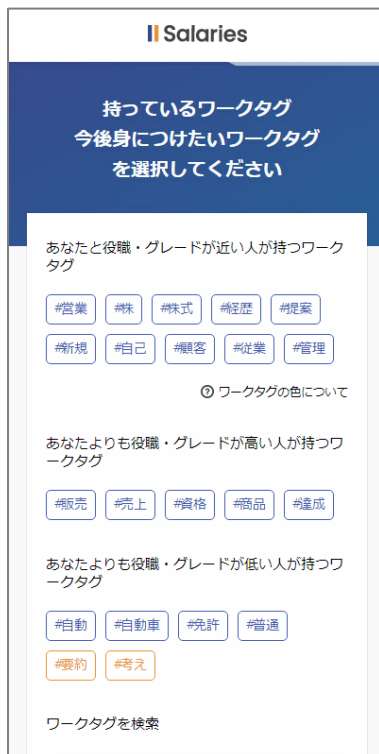 Salaries
持っているワークタグ
今後身につけたいワークタグ
を選択してください
あなたと役職・グレードが近い人が持つワーク
タグ
#営業 #株 #株式 #経歴 #提案
#新規 #自己 #顧客 #従業 #管理
? ワークタグの色について
あなたよりも役職・グレードが高い人が持つワ
ークタグ
#販売 #売上 #資格 #商品 #達成
あなたよりも役職・グレードが低い人が持つワ
ークタグ
#自動 #自動車 #免許 #普通
#要約 #考え
ワークタグを検索